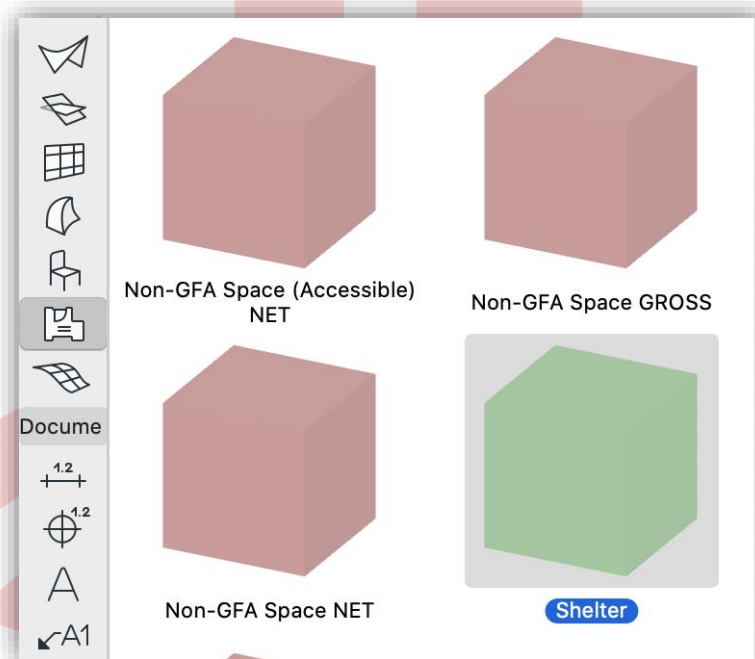 Non-GFA Space (Accessible)
NET
Non-GFA Space GROSS
Docume
1.2
1.2
A
A1
Non-GFA Space NET
Shelter